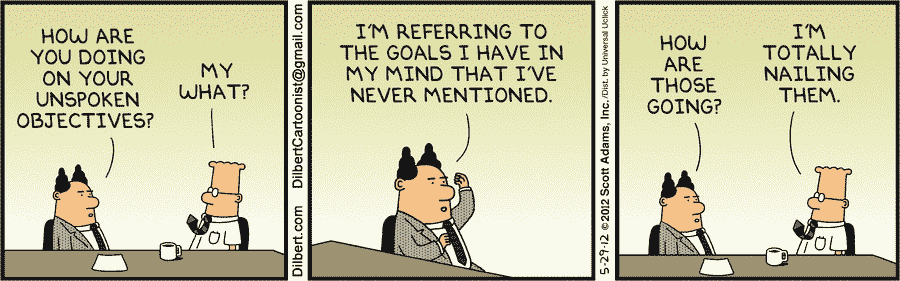 HOW ARE
YOU DOING
ON YOUR
UNSPOKEN
OBJECTIVES?
MY
WHAT?
Dilbert.com DilbertCartoonist@gmail.com
I'M REFERRING TO
THE GOALS I HAVE IN
MY MIND THAT I'VE
NEVER MENTIONED.
5-29-12 © 2012 Scott Adams, Inc. /Dist. by Universal Uclick
HOW
ARE
THOSE
GOING?
I'M
TOTALLY
NAILING
THEM.